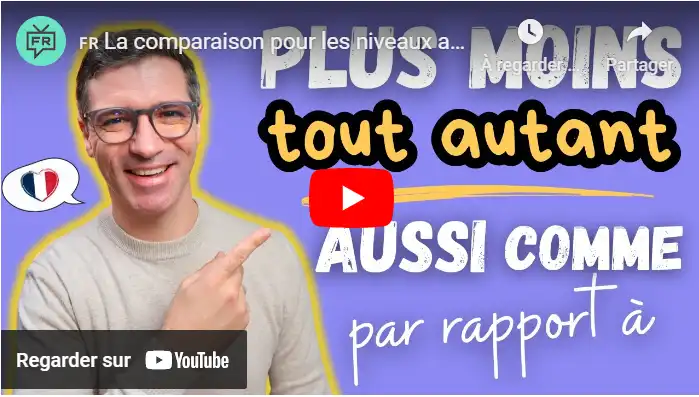 FR
FR La comparaison pour les niveaux a...
À regarder ...
Partager
PLUS MOINS
tout autant
AUSSI COMME
par rapport à
Regarder sur YouTube